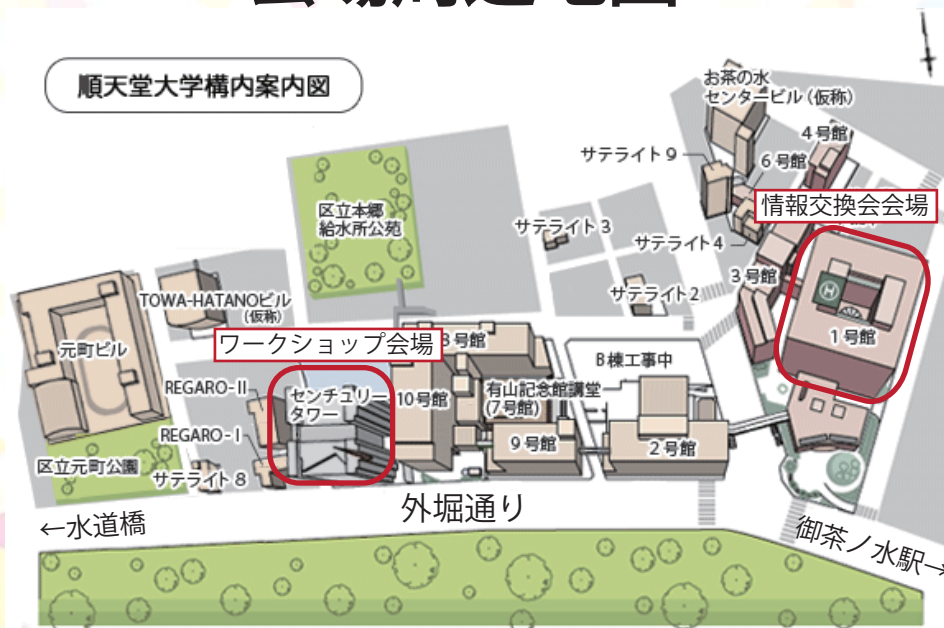 順天堂大学構内案内図
お茶の水
センタービル(仮称)
4号館
サテライト9
6号館
情報交換会会場
区立本郷
給水所公苑
サテライト3
サテライト4
3号館
サテライト2
TOWA-HATANOビル
(仮称)
1号館
H
元町ビル
ワークショップ会場
号館
B棟工事中
REGARO-II
センチュリー
タワー
10号館
有山記念館講堂
(7号館)
REGARO-I
9号館
2号館
区立元町公園
サテライト8
外堀通り
←水道橋
御茶ノ水駅→